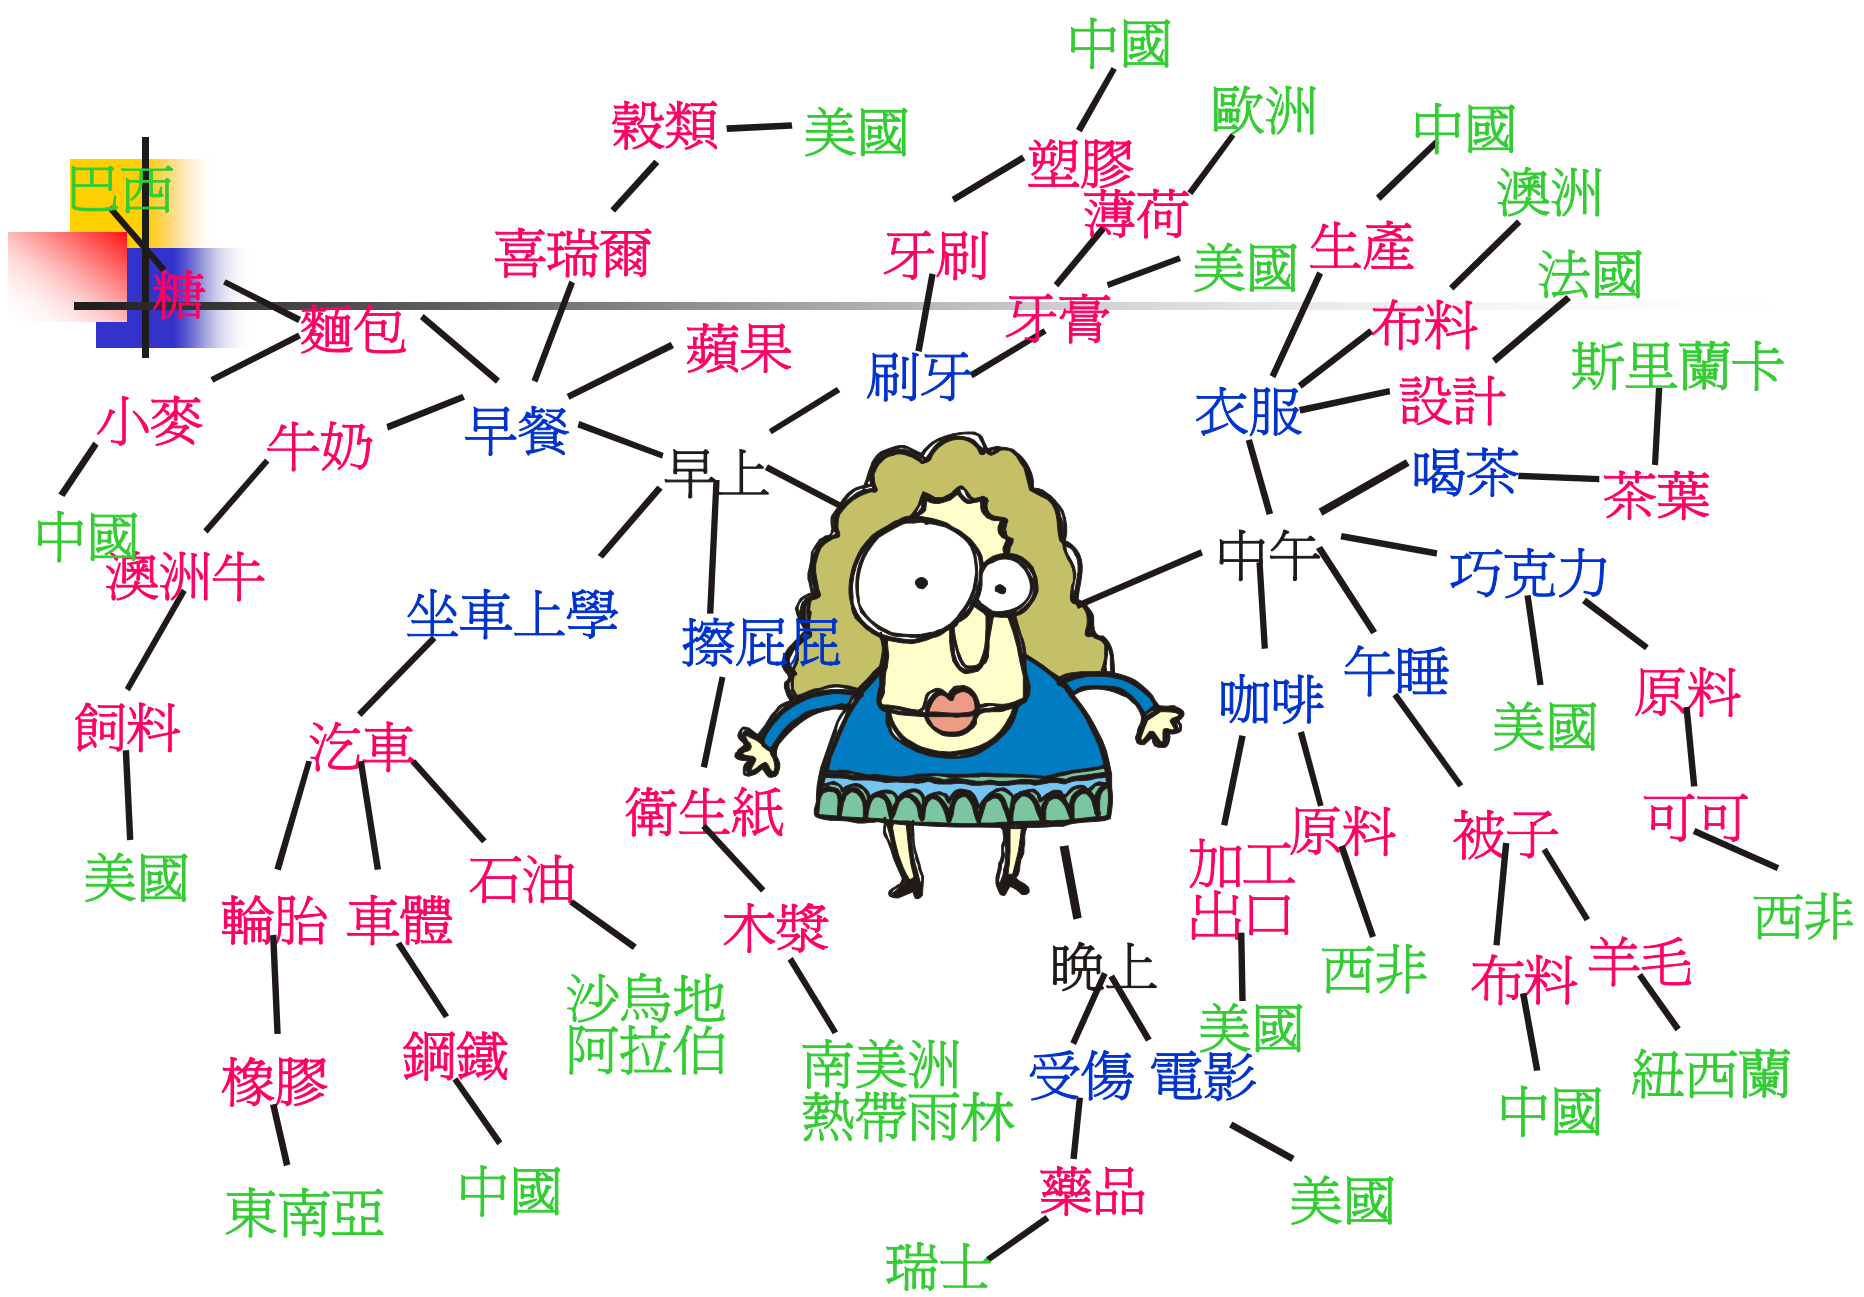 中國
歐洲
穀類
美國
中國
塑膠
巴西
薄荷
澳洲
喜瑞爾
牙刷
生產
美國
法國
糖
麵包
牙膏
布料
蘋果
刷牙
斯里蘭卡
小麥
牛奶
早餐
衣服
設計
早上
喝茶
茶葉
中國
澳洲牛
中午
巧克力
坐車上學
擦屁屁
午睡
咖啡
原料
飼料
汔車
美國
衛生紙
原料
被子
可可
美國
石油
加工
出口
輪胎
車體
木漿
西非
晚上
西非
布料
羊毛
沙烏地
阿拉伯
美國
橡膠
鋼鐵
南美洲
熱帶雨林
受傷
電影
紐西蘭
中國
東南亞
中國
藥品
美國
瑞士